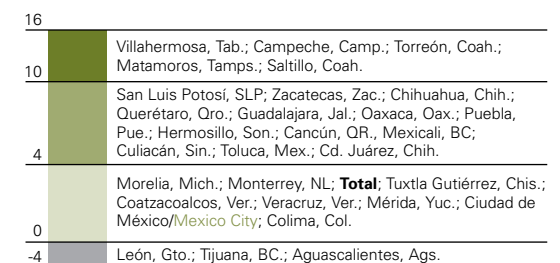 16
Villahermosa, Tab.; Campeche, Camp.; Torreón, Coah.;
Matamoros, Tamps.; Saltillo, Coah.
10
San Luis Potosí, SLP; Zacatecas, Zac.; Chihuahua, Chih.;
Querétaro, Qro.; Guadalajara, Jal.; Oaxaca, Oax.; Puebla,
Pue.; Hermosillo, Son.; Cancún, QR., Mexicali, BC;
Culiacán, Sin.; Toluca, Mex.; Cd. Juárez, Chih.
4
Morelia, Mich.; Monterrey, NL; Total; Tuxtla Gutiérrez, Chis.;
Coatzacoalcos, Ver.; Veracruz, Ver.; Mérida, Yuc.; Ciudad de
México/Mexico City; Colima, Col.
0
León, Gto.; Tijuana, BC.; Aguascalientes, Ags.
-4